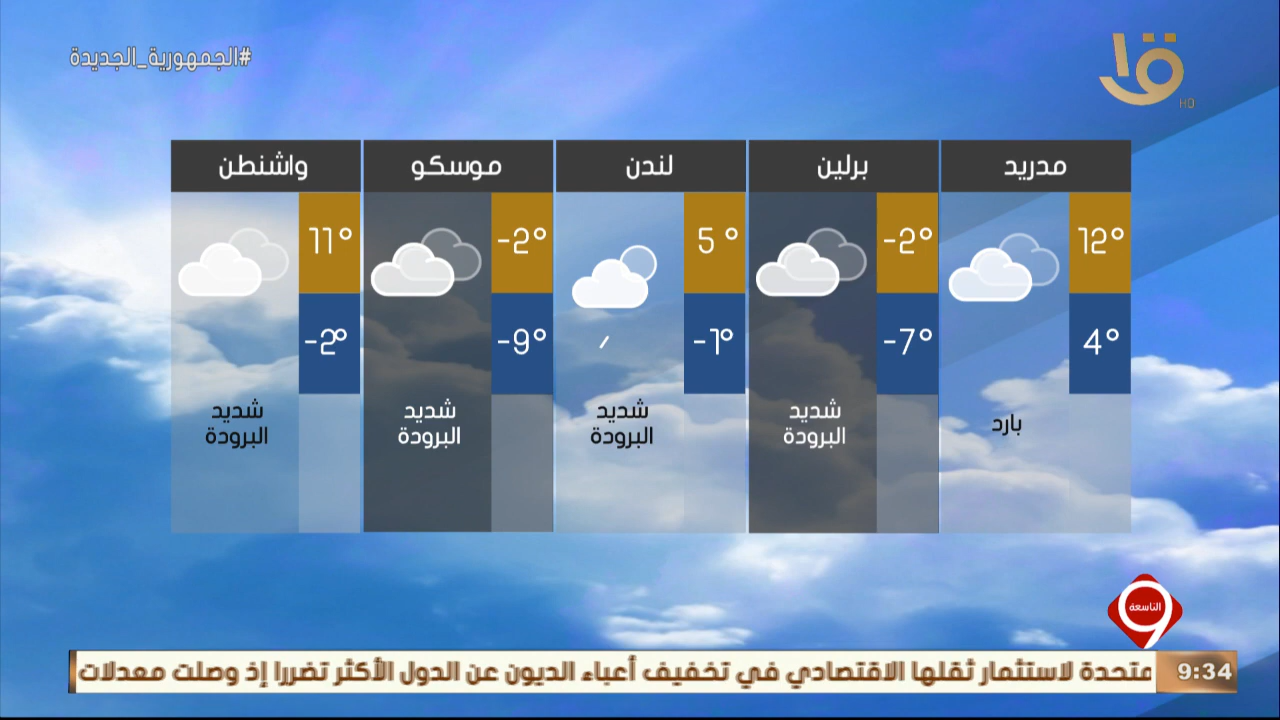 #الجمهورية_الجديدة
HD
مدريد
12°
4°
بارد
برلين
-2°
-7°
شديد
البرودة
لندن
5°
-1°
شديد
البرودة
موسكو
-2°
-9°
شديد
البرودة
واشنطن
11°
-2°
شديد
البرودة
التاسعة
9
9:34
متحدة لاستثمار ثقلها الاقتصادي في تخفيف أعباء الديون عن الدول الأكثر تضررا إذ وصلت معدلات